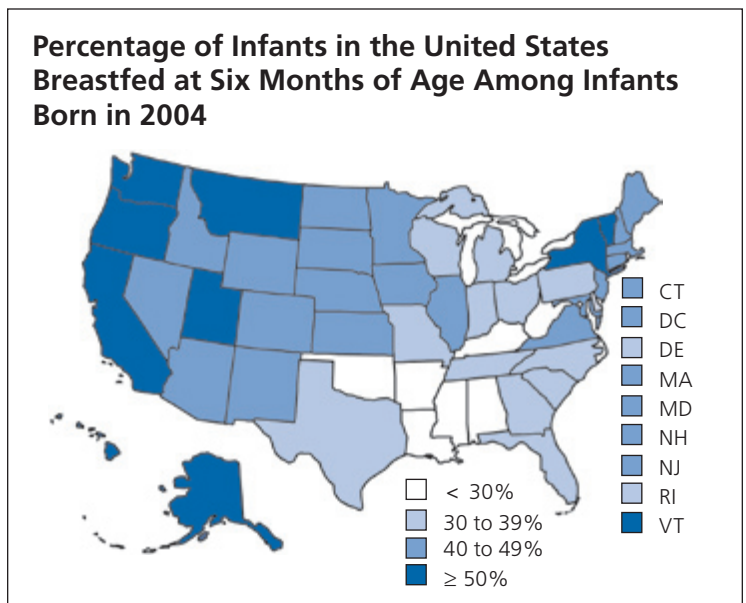 Percentage of Infants in the United States
Breastfed at Six Months of Age Among Infants
Born in 2004
CT
DC
DE
MA
MD
NH
NJ
RI
VT
< 30%
30 to 39%
40 to 49%
≥ 50%